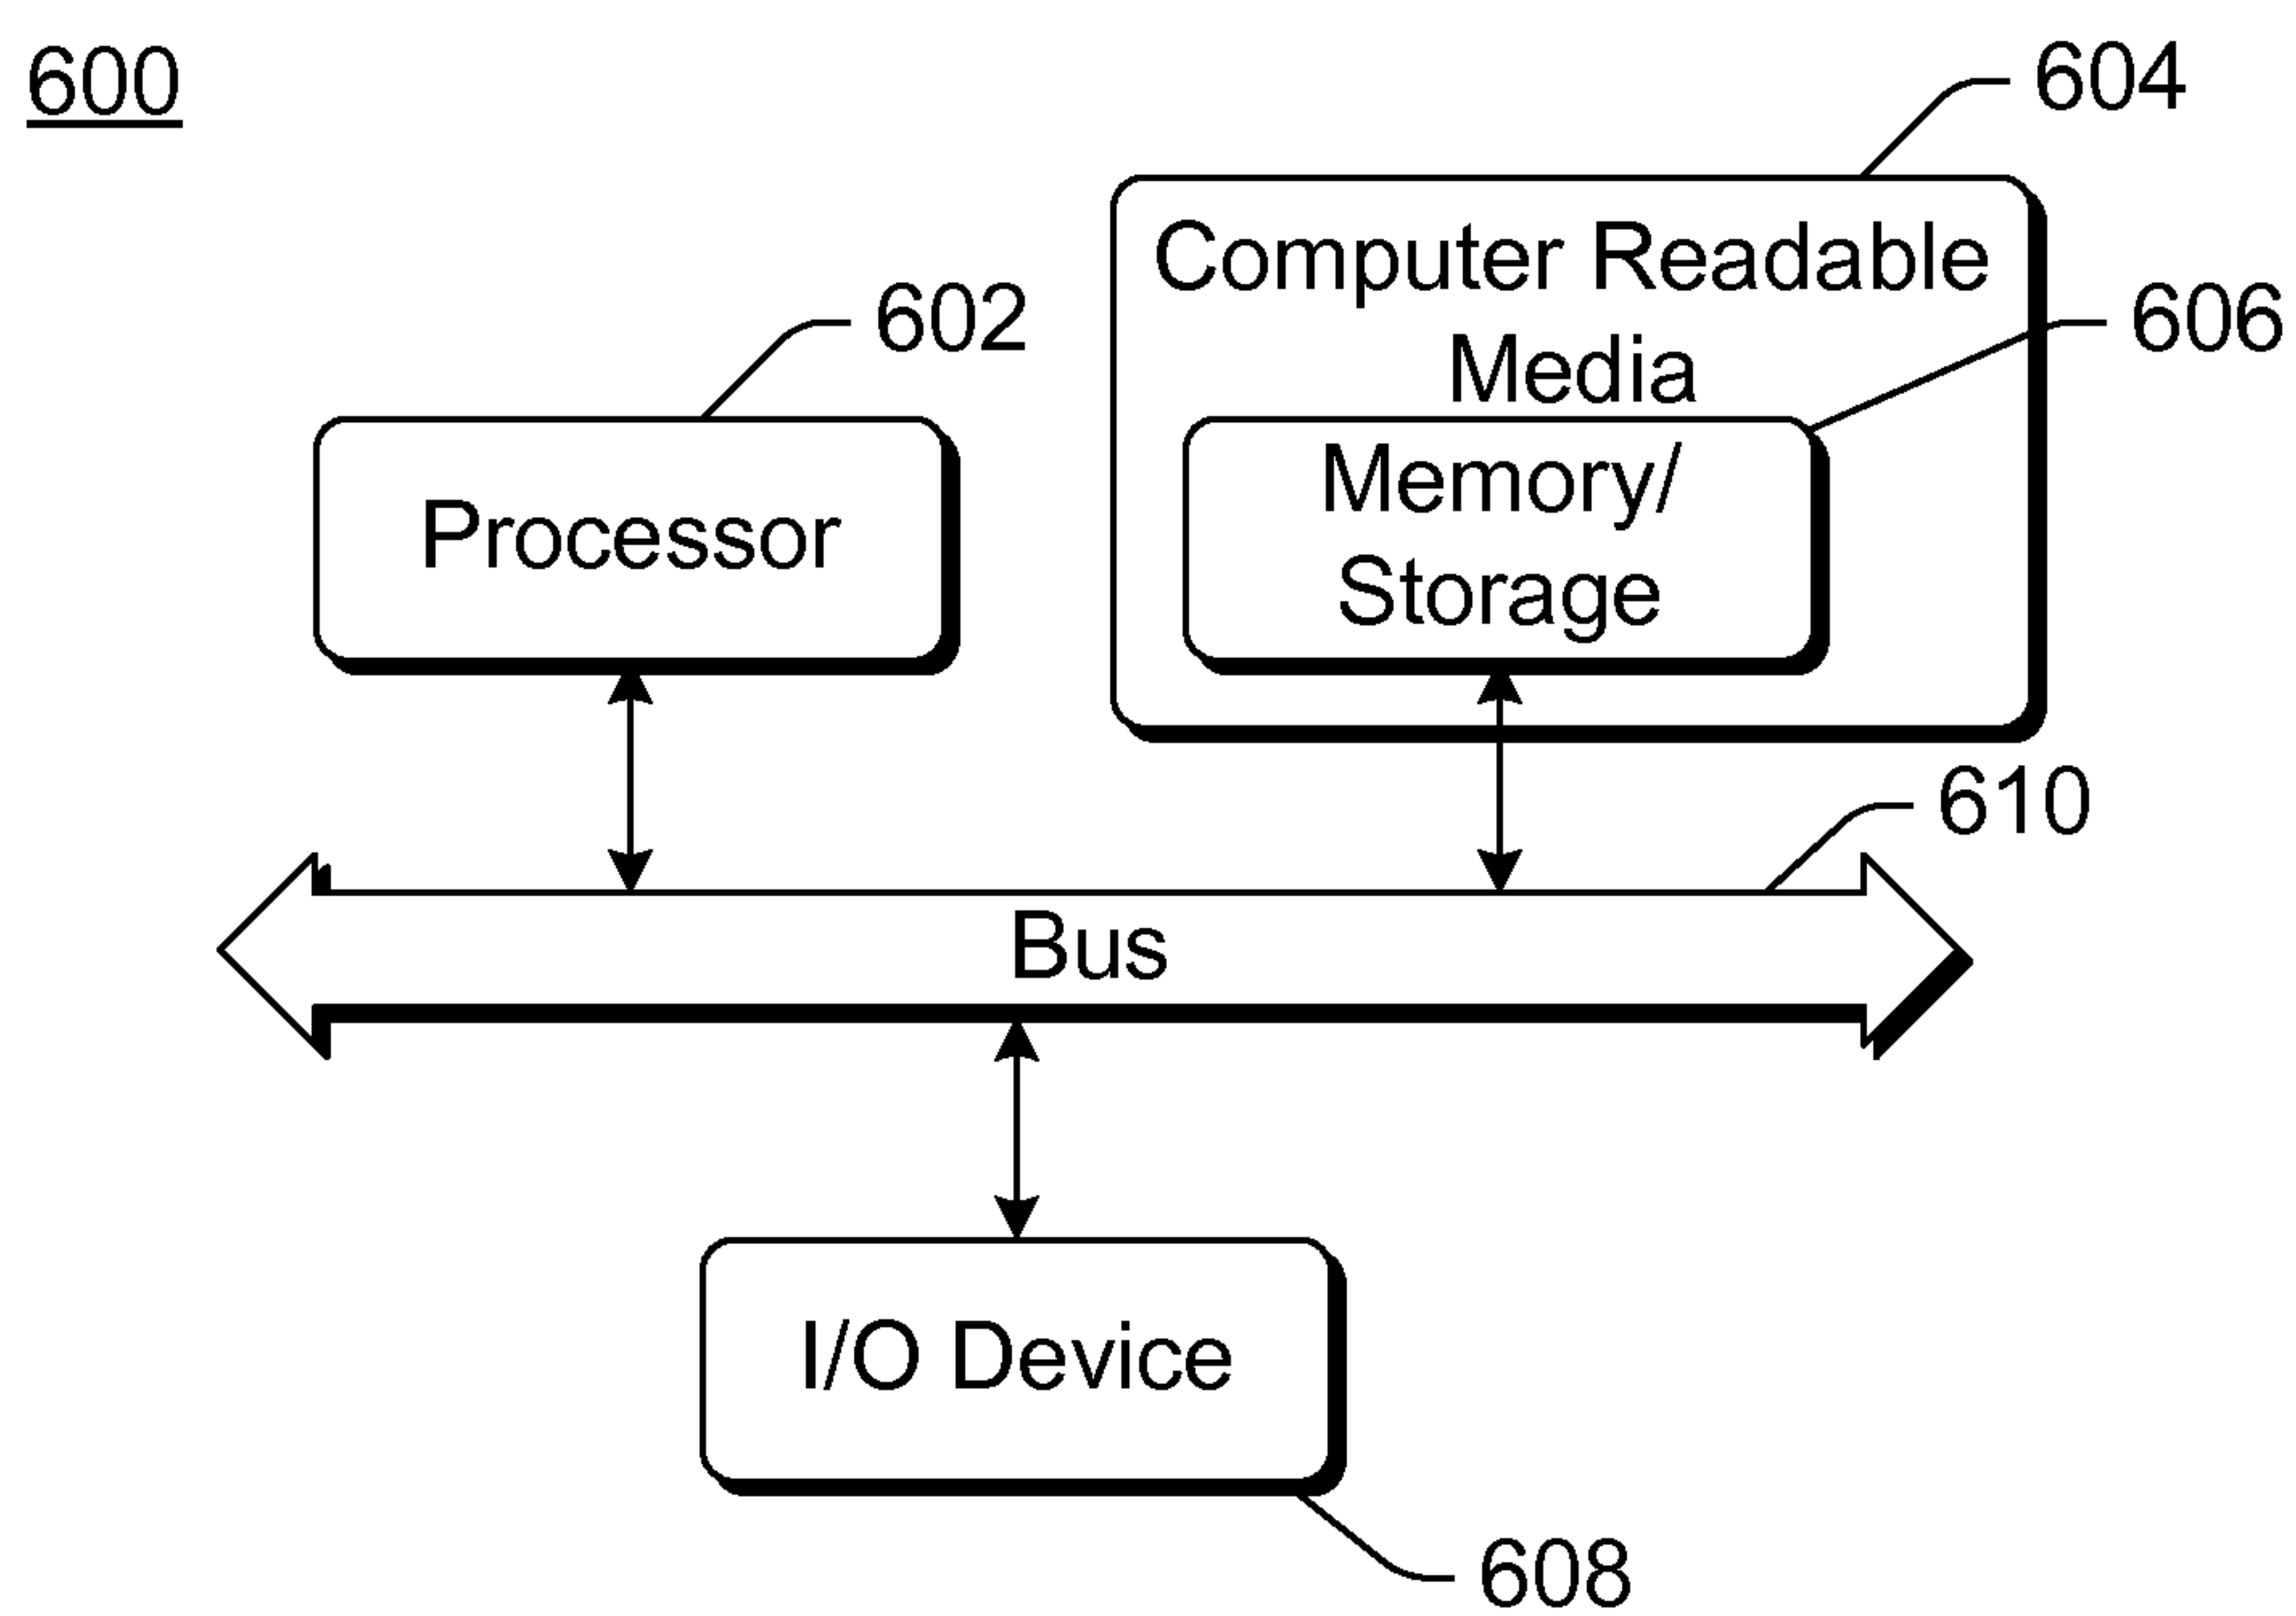 600
604
Computer Readable
Media
606
602
Processor
Memory/
Storage
610
Bus
I/O Device
608